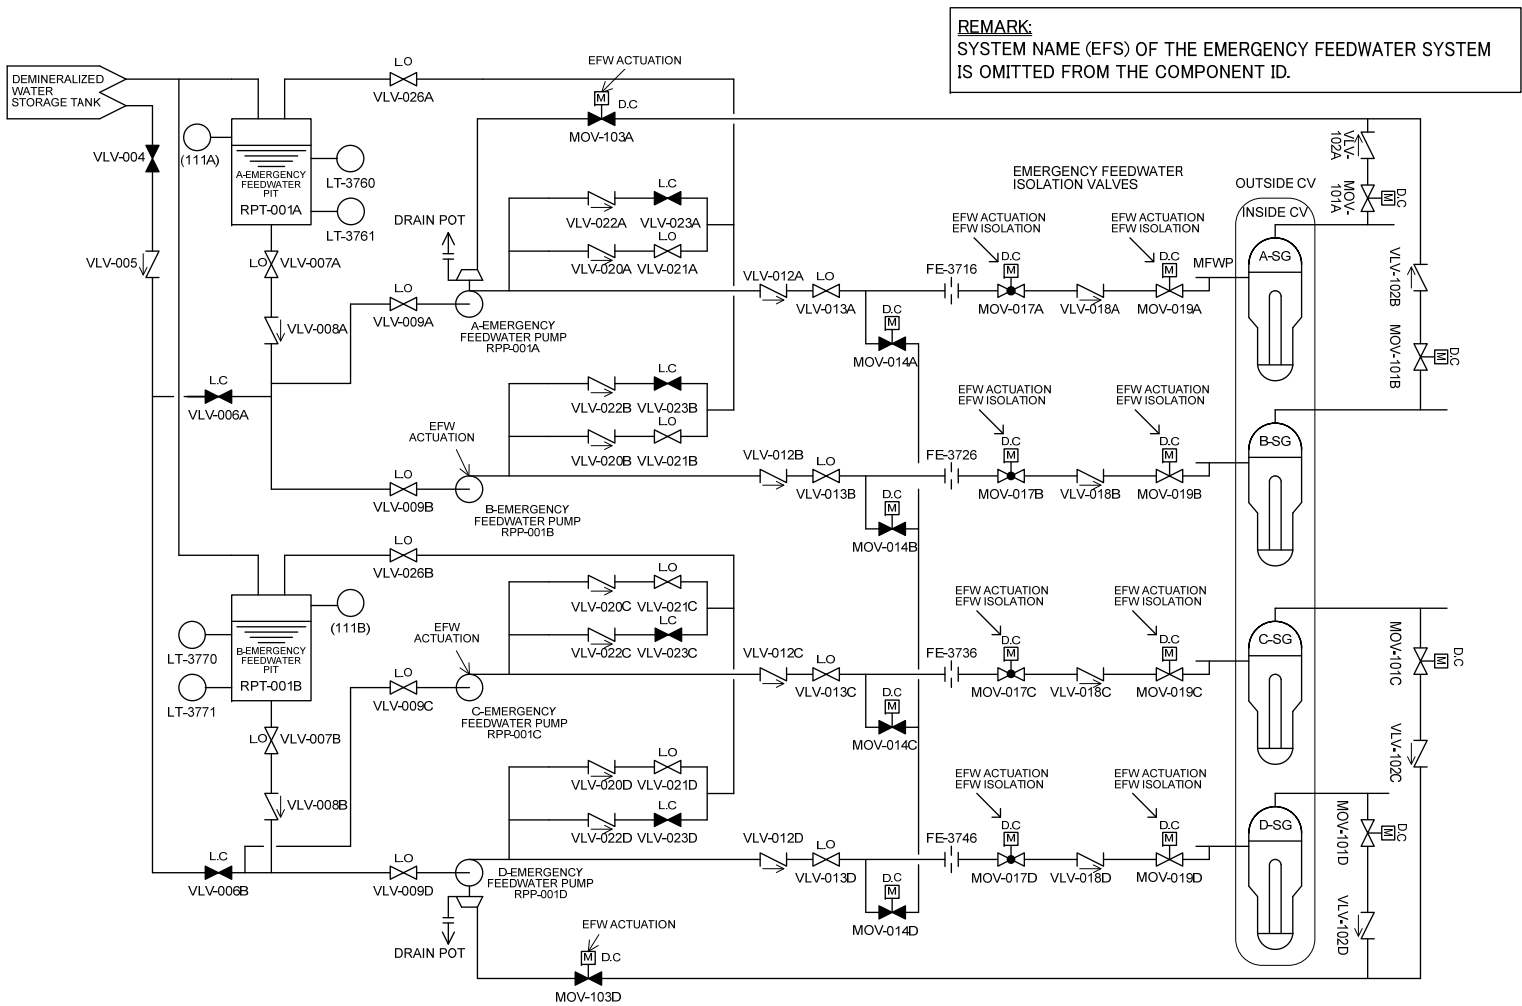 REMARK:
SYSTEM NAME (EFS) OF THE EMERGENCY FEEDWATER SYSTEM
IS OMITTED FROM THE COMPONENT ID.
DEMINERALIZED
WATER
STORAGE TANK
L.O
VLV-026A
EFW ACTUATION
M
D.C
MOV-103A
VLV-004
(111A)
LT-3760
A-EMERGENCY
FEEDWATER
PIT
RPT-001A
LT-3761
VLV-005
L.O
VLV-007A
VLV-008A
L.C
VLV-006A
L.O
VLV-009A
DRAIN POT
A-EMERGENCY
FEEDWATER PUMP
RPP-001A
VLV-022A
L.C
VLV-023A
VLV-020A
L.O
VLV-021A
VLV-012A
L.O
VLV-013A
D.C
M
MOV-014A
EMERGENCY FEEDWATER
ISOLATION VALVES
FE-3716
EFW ACTUATION
EFW ISOLATION
D.C
M
MOV-017A
VLV-018A
EFW ACTUATION
EFW ISOLATION
D.C
M
MOV-019A
MFWP
OUTSIDE CV
INSIDE CV
A-SG
VLV-
102A
MOV-
101A
D.C
M
VLV-102B
MOV-101B
D.C
M
EFW
ACTUATION
L.O
VLV-009B
B-EMERGENCY
FEEDWATER PUMP
RPP-001B
VLV-022B
L.C
VLV-023B
VLV-020B
L.O
VLV-021B
VLV-012B
L.O
VLV-013B
D.C
M
MOV-014B
FE-3726
EFW ACTUATION
EFW ISOLATION
D.C
M
MOV-017B
VLV-018B
EFW ACTUATION
EFW ISOLATION
D.C
M
MOV-019B
B-SG
L.O
VLV-026B
(111B)
LT-3770
B-EMERGENCY
FEEDWATER
PIT
RPT-001B
LT-3771
L.O
VLV-007B
VLV-008B
L.C
VLV-006B
EFW
ACTUATION
L.O
VLV-009C
C-EMERGENCY
FEEDWATER PUMP
RPP-001C
VLV-020C
L.O
VLV-021C
VLV-022C
L.C
VLV-023C
VLV-012C
L.O
VLV-013C
D.C
M
MOV-014C
FE-3736
EFW ACTUATION
EFW ISOLATION
D.C
M
MOV-017C
VLV-018C
EFW ACTUATION
EFW ISOLATION
D.C
M
MOV-019C
C-SG
MOV-101C
D.C
M
VLV-102C
L.O
VLV-009D
D-EMERGENCY
FEEDWATER PUMP
RPP-001D
DRAIN POT
VLV-020D
L.O
VLV-021D
VLV-022D
L.C
VLV-023D
VLV-012D
L.O
VLV-013D
D.C
M
MOV-014D
FE-3746
EFW ACTUATION
EFW ISOLATION
D.C
M
MOV-017D
VLV-018D
EFW ACTUATION
EFW ISOLATION
D.C
M
MOV-019D
D-SG
MOV-101D
D.C
M
VLV-102D
EFW ACTUATION
M
D.C
MOV-103D